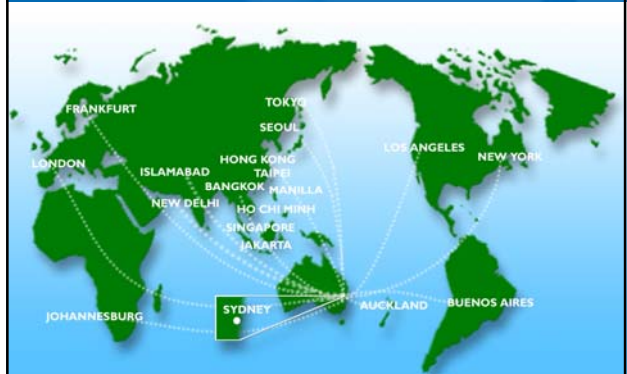 FRANKFURT
TOKYO
SEOUL
LONDON
ISLAMABAD
HONG KONG
LOS ANGELES
NEW YORK
TAIPEI
BANGKOK
MANILLA
NEW DELHI
HO CHI MINH
SINGAPORE
JAKARTA
SYDNEY
AUCKLAND
BUENOS AIRES
JOHANNESBURG